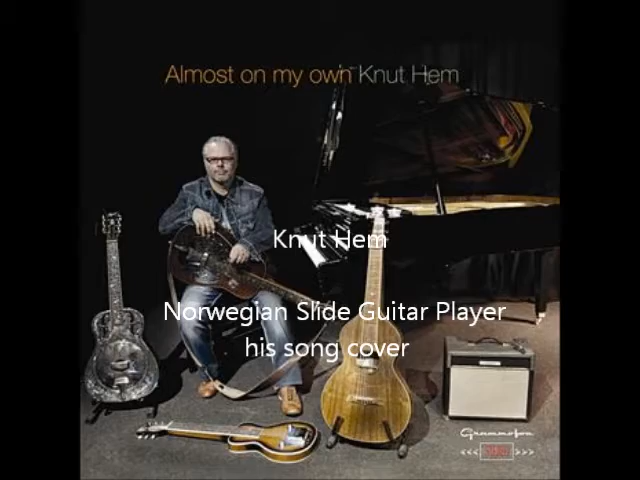 Almost on my own Knut Hem
Knut Hem
Norwegian Slide Guitar Player
his song cover
Grammofon